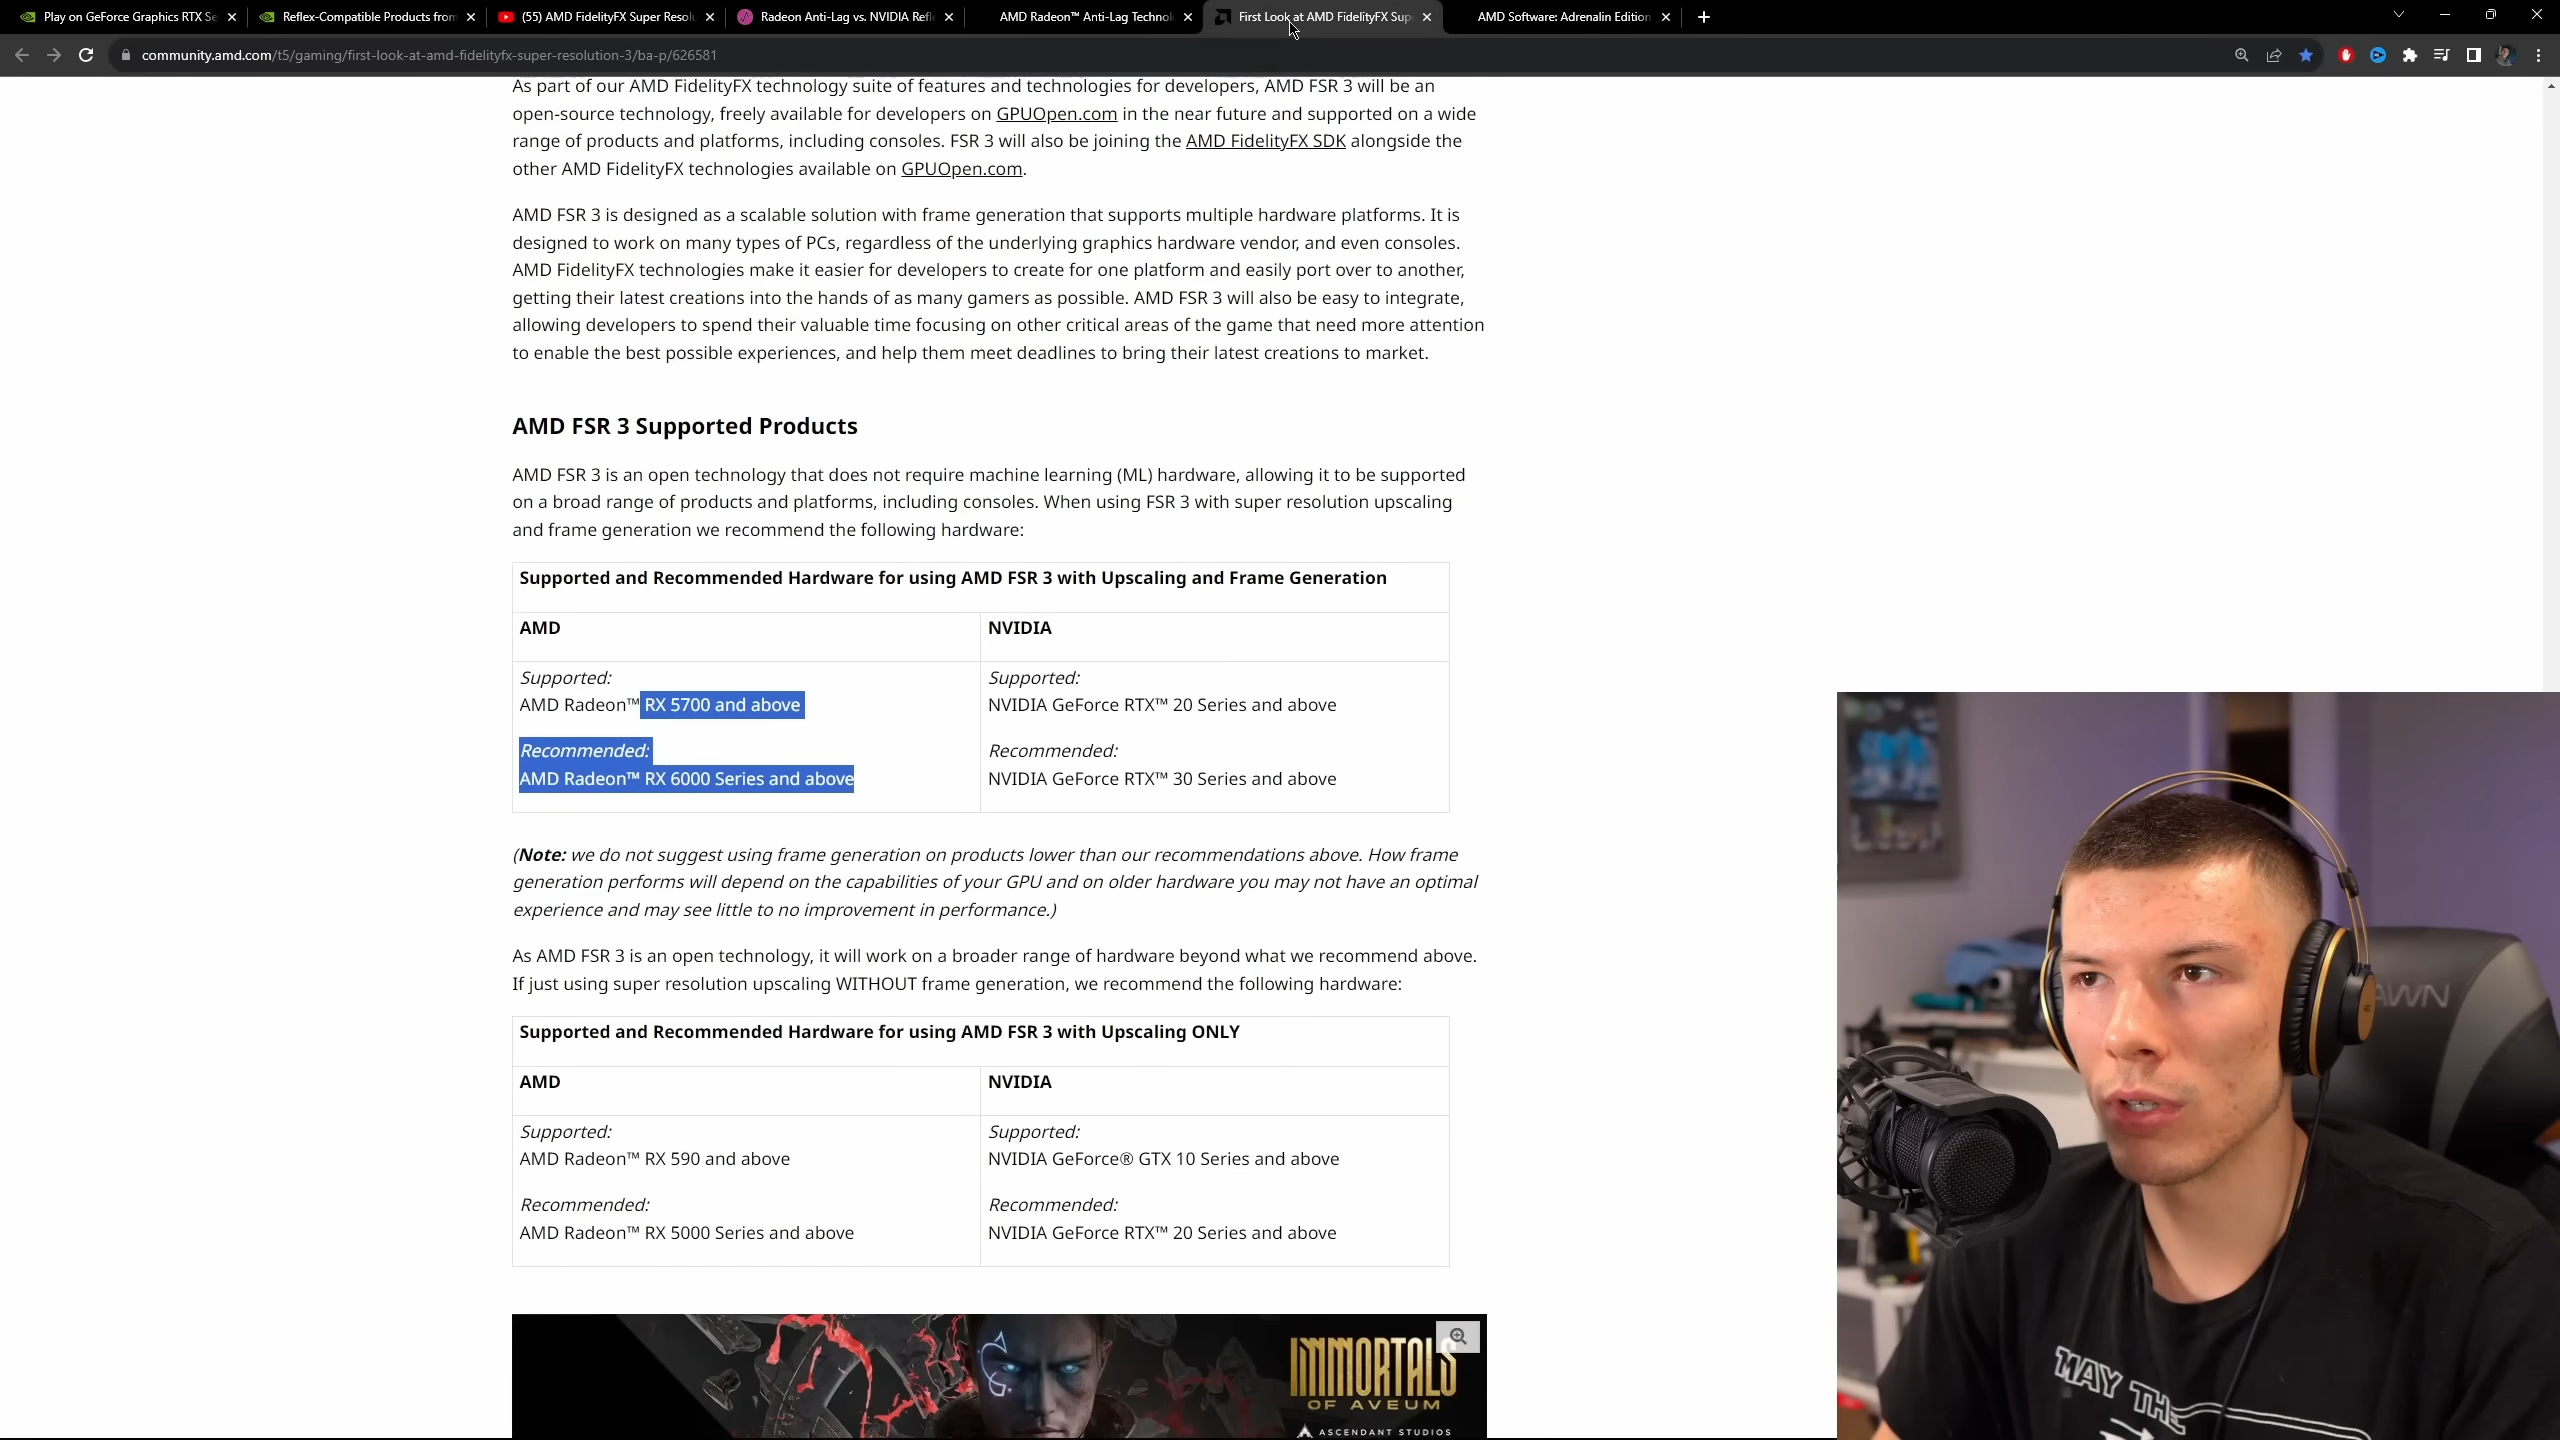 Play on GeForce Graphics RTX Se
Reflex-Compatible Products from
(55) AMD FidelityFX Super Resolu
Radeon Anti-Lag vs. NVIDIA Refl
AMD Radeon™ Anti-Lag Technol
First Look at AMD FidelityFX Sup
AMD Software: Adrenalin Edition
community.amd.com/t5/gaming/first-look-at-amd-fidelityfx-super-resolution-3/ba-p/626581
As part of our AMD FidelityFX technology suite of features and technologies for developers, AMD FSR 3 will be an
open-source technology, freely available for developers on GPUOpen.com in the near future and supported on a wide
range of products and platforms, including consoles. FSR 3 will also be joining the AMD FidelityFX SDK alongside the
other AMD FidelityFX technologies available on GPUOpen.com.
AMD FSR 3 is designed as a scalable solution with frame generation that supports multiple hardware platforms. It is
designed to work on many types of PCs, regardless of the underlying graphics hardware vendor, and even consoles.
AMD FidelityFX technologies make it easier for developers to create for one platform and easily port over to another,
getting their latest creations into the hands of as many gamers as possible. AMD FSR 3 will also be easy to integrate,
allowing developers to spend their valuable time focusing on other critical areas of the game that need more attention
to enable the best possible experiences, and help them meet deadlines to bring their latest creations to market.
AMD FSR 3 Supported Products
AMD FSR 3 is an open technology that does not require machine learning (ML) hardware, allowing it to be supported
on a broad range of products and platforms, including consoles. When using FSR 3 with super resolution upscaling
and frame generation we recommend the following hardware:
Supported and Recommended Hardware for using AMD FSR 3 with Upscaling and Frame Generation
AMD
NVIDIA
Supported:
AMD Radeon™ RX 5700 and above
Recommended:
AMD Radeon™ RX 6000 Series and above
Supported:
NVIDIA GeForce RTX™ 20 Series and above
Recommended:
NVIDIA GeForce RTX™ 30 Series and above
(Note: we do not suggest using frame generation on products lower than our recommendations above. How frame
generation performs will depend on the capabilities of your GPU and on older hardware you may not have an optimal
experience and may see little to no improvement in performance.)
As AMD FSR 3 is an open technology, it will work on a broader range of hardware beyond what we recommend above.
If just using super resolution upscaling WITHOUT frame generation, we recommend the following hardware:
Supported and Recommended Hardware for using AMD FSR 3 with Upscaling ONLY
AMD
NVIDIA
Supported:
AMD Radeon™ RX 590 and above
Recommended:
AMD Radeon™ RX 5000 Series and above
Supported:
NVIDIA GeForce® GTX 10 Series and above
Recommended:
NVIDIA GeForce RTX™ 20 Series and above
IMMORTALS
OF AVEUM
ASCENDANT STUDIOS
AWN
MAY THE